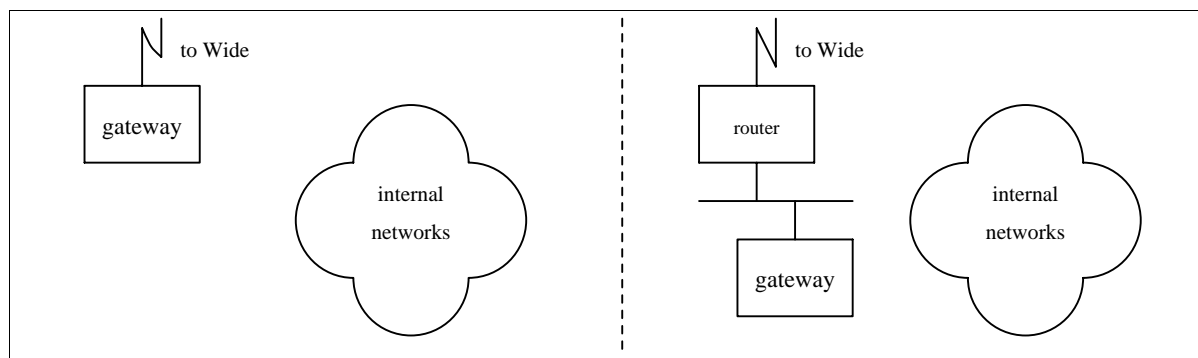 to Wide
gateway
internal
networks
to Wide
router
internal
networks
gateway